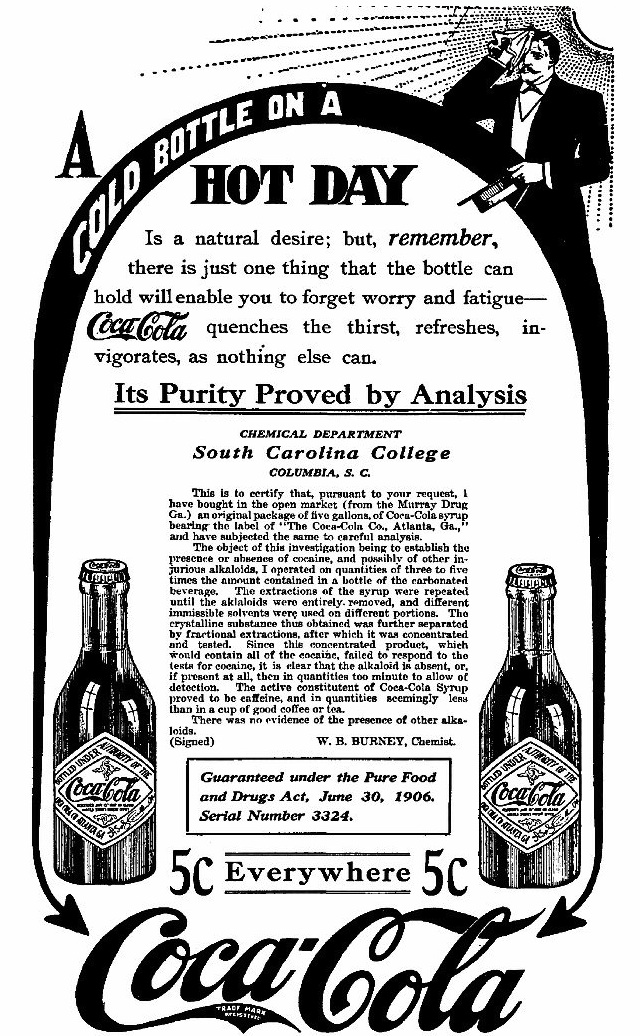 A
COLD BOTTLE ON A
HOT DAY
Is a natural desire; but, remember,
there is just one thing that the bottle can
hold will enable you to forget worry and fatigue—
Coca-Cola quenches the thirst, refreshes, in-
vigorates, as nothing else can.
Its Purity Proved by Analysis
CHEMICAL DEPARTMENT
South Carolina College
COLUMBIA, S. C.
This is to certify that, pursuant to your request, I
have bought in the open market (from the Murray Drug
Ga.) an original package of five gallons, of Coca-Cola syrup
bearing the label of "The Coca-Cola Co., Atlanta, Ga.,"
and have subjected the same to careful analysis.
The object of this investigation being to establish the
presence or absence of cocaine, and possibly of other in-
jurious alkaloids, I operated on quantities of three to five
times the amount contained in a bottle of the carbonated
beverage. The extractions of the syrup were repeated
until the aklaloids were entirely removed, and different
immissible solvents were used on different portions. The
crystalline substance thus obtained was further separated
by fractional extractions, after which it was concentrated
and tested. Since this concentrated product, which
would contain all of the cocaine, failed to respond to the
tests for cocaine, it is clear that the alkaloid is absent, or,
if present at all, then in quantities too minute to allow of
detection. The active constitutent of Coca-Cola Syrup
proved to be caffeine, and in quantities seemingly less
than in a cup of good coffee or tea.
There was no evidence of the presence of other alka-
loids.
(Signed) W. B. BURNEY, Chemist.
Guaranteed under the Pure Food
and Drugs Act, June 30, 1906.
Serial Number 3324.
BOTTLED UNDER AUTHORITY OF THE
Coca-Cola
COCA COLA CO ATLANTA GA
BOTTLED UNDER AUTHORITY OF THE
Coca-Cola
COCA COLA CO ATLANTA GA
5c Everywhere 5c
Coca-Cola
TRADE MARK
REGISTERED